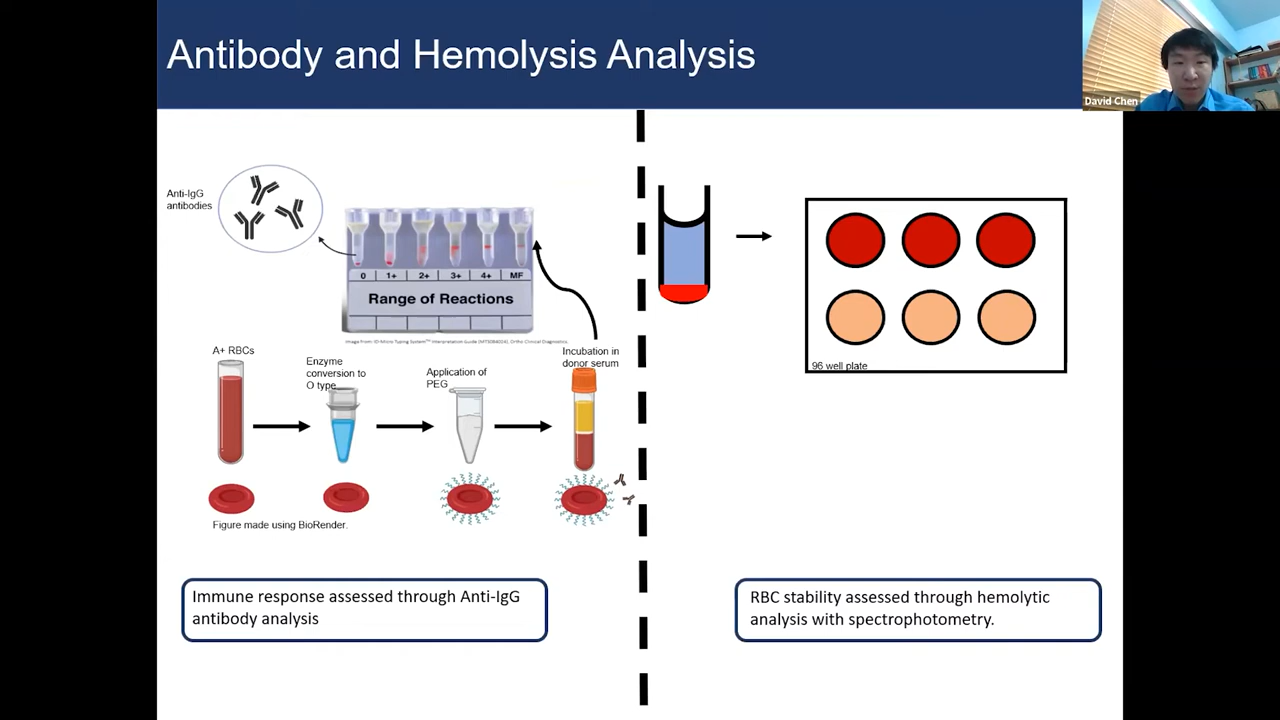 Antibody and Hemolysis Analysis
David Chen
Anti-IgG
antibodies
0 1+ 2+ 3+ 4+ MF
Range of Reactions
Image from: ID-Micro Typing System™ Interpretation Guide Ortho Clinical Diagnostics.
A+ RBCs
Enzyme
conversion to
O type
Application of
PEG
Incubation in
donor serum
Figure made using BioRender.
96 well plate
Immune response assessed through Anti-IgG
antibody analysis
RBC stability assessed through hemolytic
analysis with spectrophotometry.